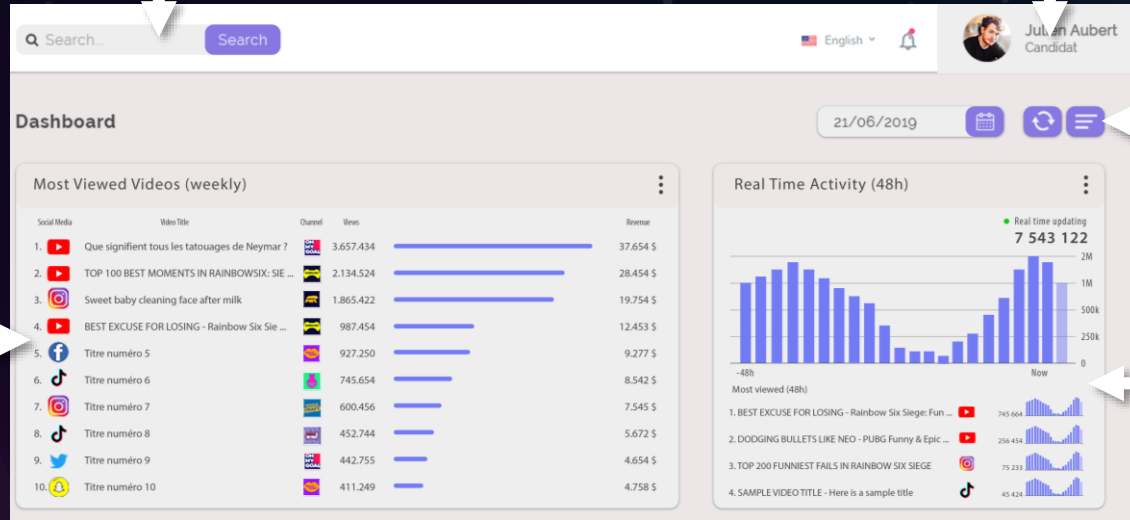 Search...
Search
English
Julien Aubert
Candidat
Dashboard
21/06/2019
Most Viewed Videos (weekly)
Social Media Video Title Channel Views Revenue
1. Que signifient tous les tatouages de Neymar ? 3.657.434 37.654 $
2. TOP 100 BEST MOMENTS IN RAINBOWSIX: SIE ... 2.134.524 28.454 $
3. Sweet baby cleaning face after milk 1.865.422 19.754 $
4. BEST EXCUSE FOR LOSING - Rainbow Six Sie ... 987.454 12.453 $
5. Titre numéro 5 927.250 9.277 $
6. Titre numéro 6 745.654 8.542 $
7. Titre numéro 7 600.456 7.545 $
8. Titre numéro 8 452.744 5.672 $
9. Titre numéro 9 442.755 4.654 $
10. Titre numéro 10 411.249 4.758 $
Real Time Activity (48h)
Real time updating
7 543 122
2M
1M
500k
250k
0
-48h Now
Most viewed (48h)
1. BEST EXCUSE FOR LOSING - Rainbow Six Siege: Fun ... 745 664
2. DODGING BULLETS LIKE NEO - PUBG Funny & Epic ... 256 454
3. TOP 200 FUNNIEST FAILS IN RAINBOW SIX SIEGE 75 233
4. SAMPLE VIDEO TITLE - Here is a sample title 45 424